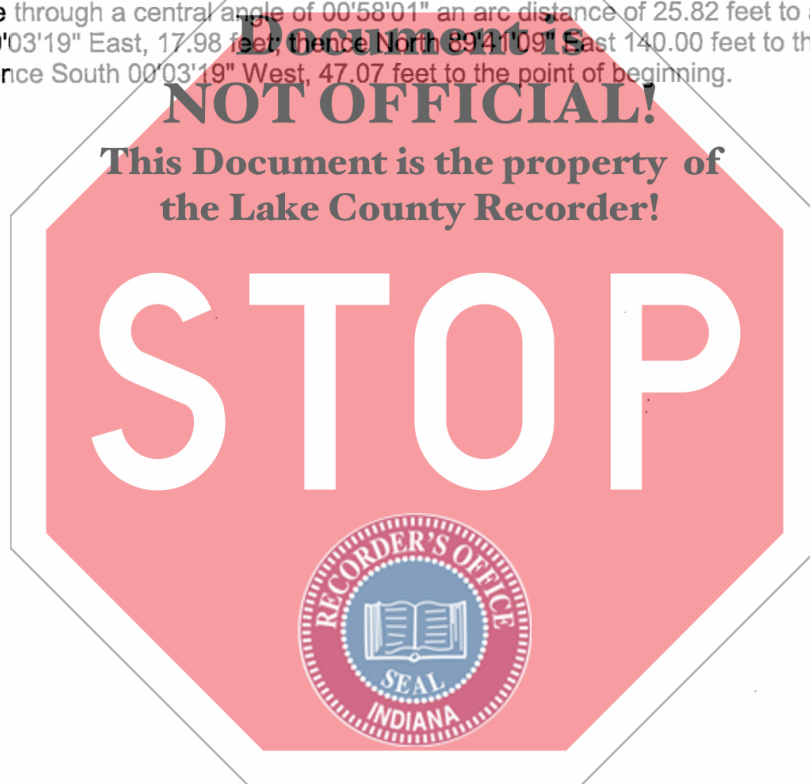 e through a central angle of 00'58'01" an arc distance of 25.82 feet to
0'03'19" East, 17.98 feet; thence North 89'41'09" East 140.00 feet to th
nce South 00'03'19" West, 47.07 feet to the point of beginning.
Document is
NOT OFFICIAL!
This Document is the property of
the Lake County Recorder!
STOP
RECORDER'S OFFICE
SEAL
INDIANA